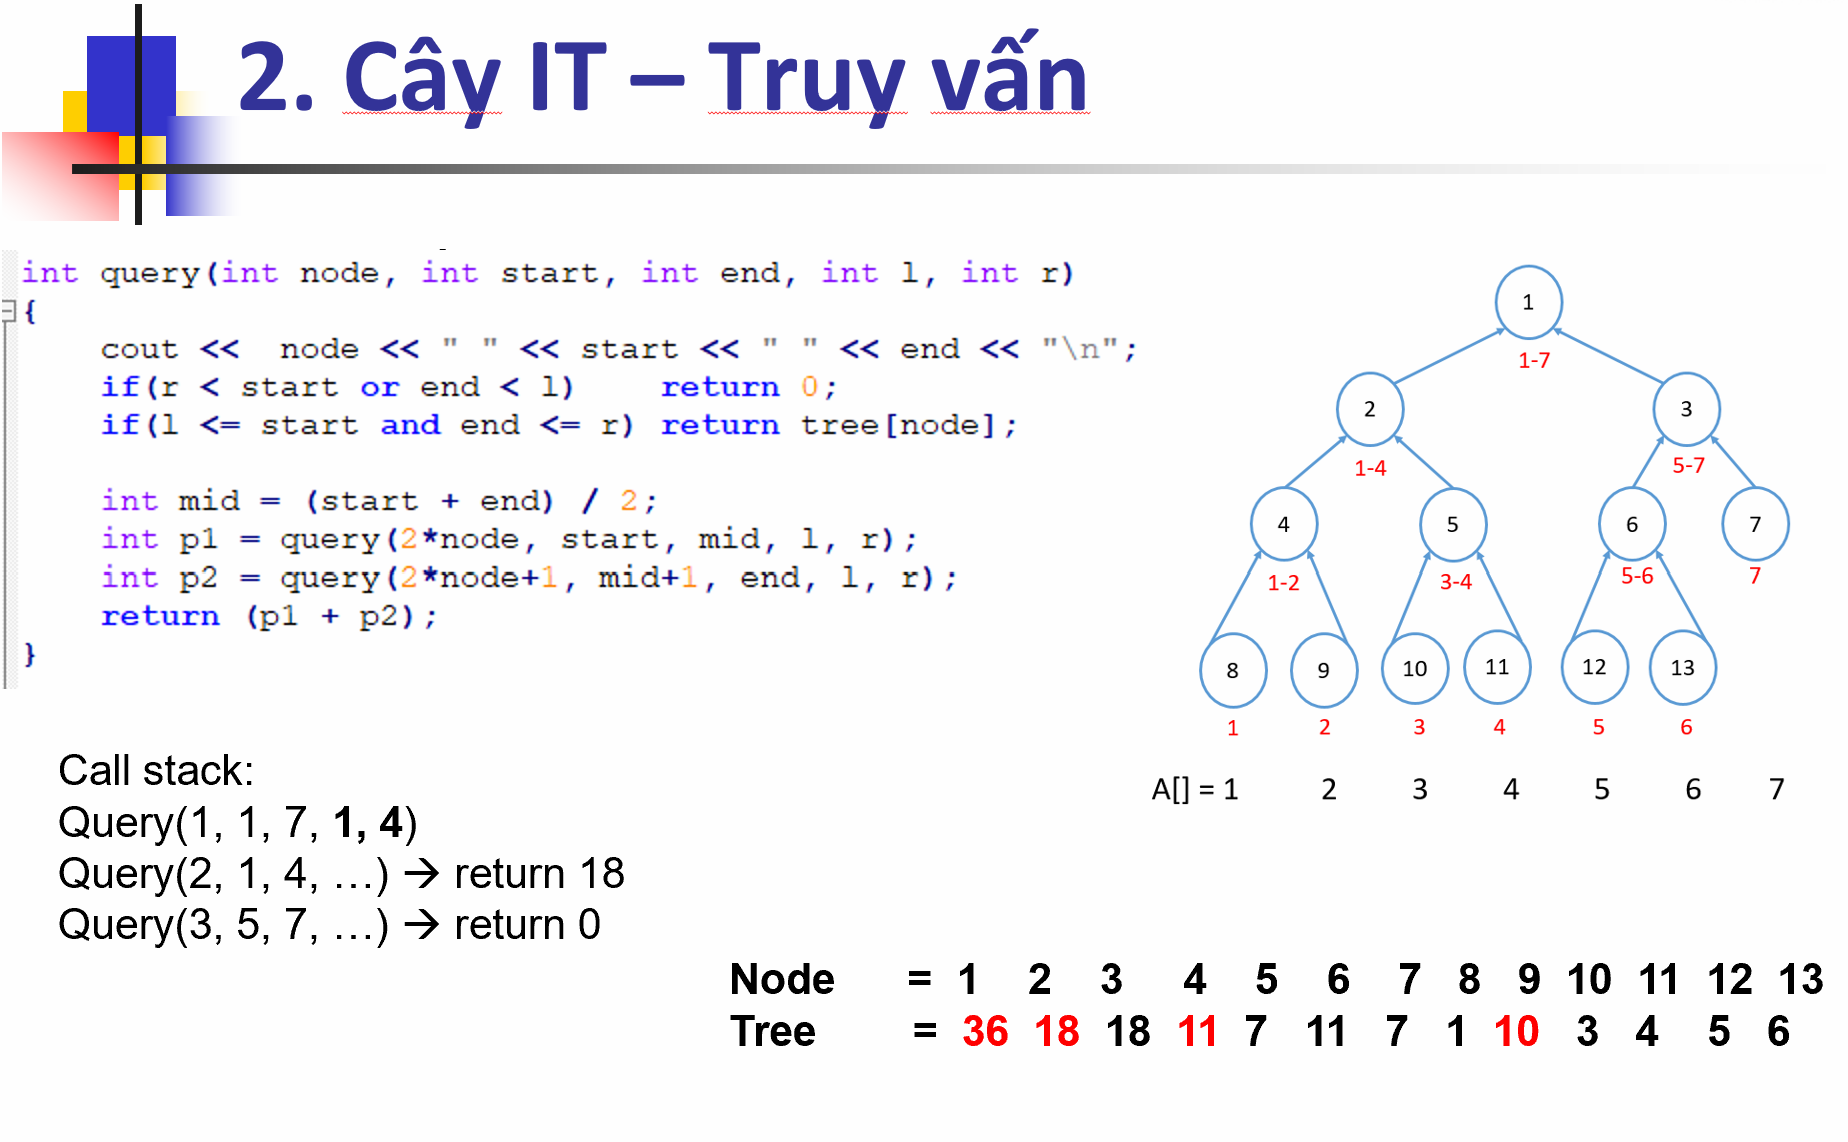 2. Cây IT – Truy vấn
int query(int node, int start, int end, int l, int r)
{
cout << node << " " << start << " " << end << "\n";
if(r < start or end < l) return 0;
if(l <= start and end <= r) return tree[node];
int mid = (start + end) / 2;
int p1 = query(2*node, start, mid, l, r);
int p2 = query(2*node+1, mid+1, end, l, r);
return (p1 + p2);
}
1
1-7
2 3
1-4 5-7
4 5 6 7
1-2 3-4 5-6 7
8 9 10 11 12 13
1 2 3 4 5 6
A[] = 1 2 3 4 5 6 7
Call stack:
Query(1, 1, 7, 1, 4)
Query(2, 1, 4, …) → return 18
Query(3, 5, 7, …) → return 0
Node = 1 2 3 4 5 6 7 8 9 10 11 12 13
Tree = 36 18 18 11 7 11 7 1 10 3 4 5 6